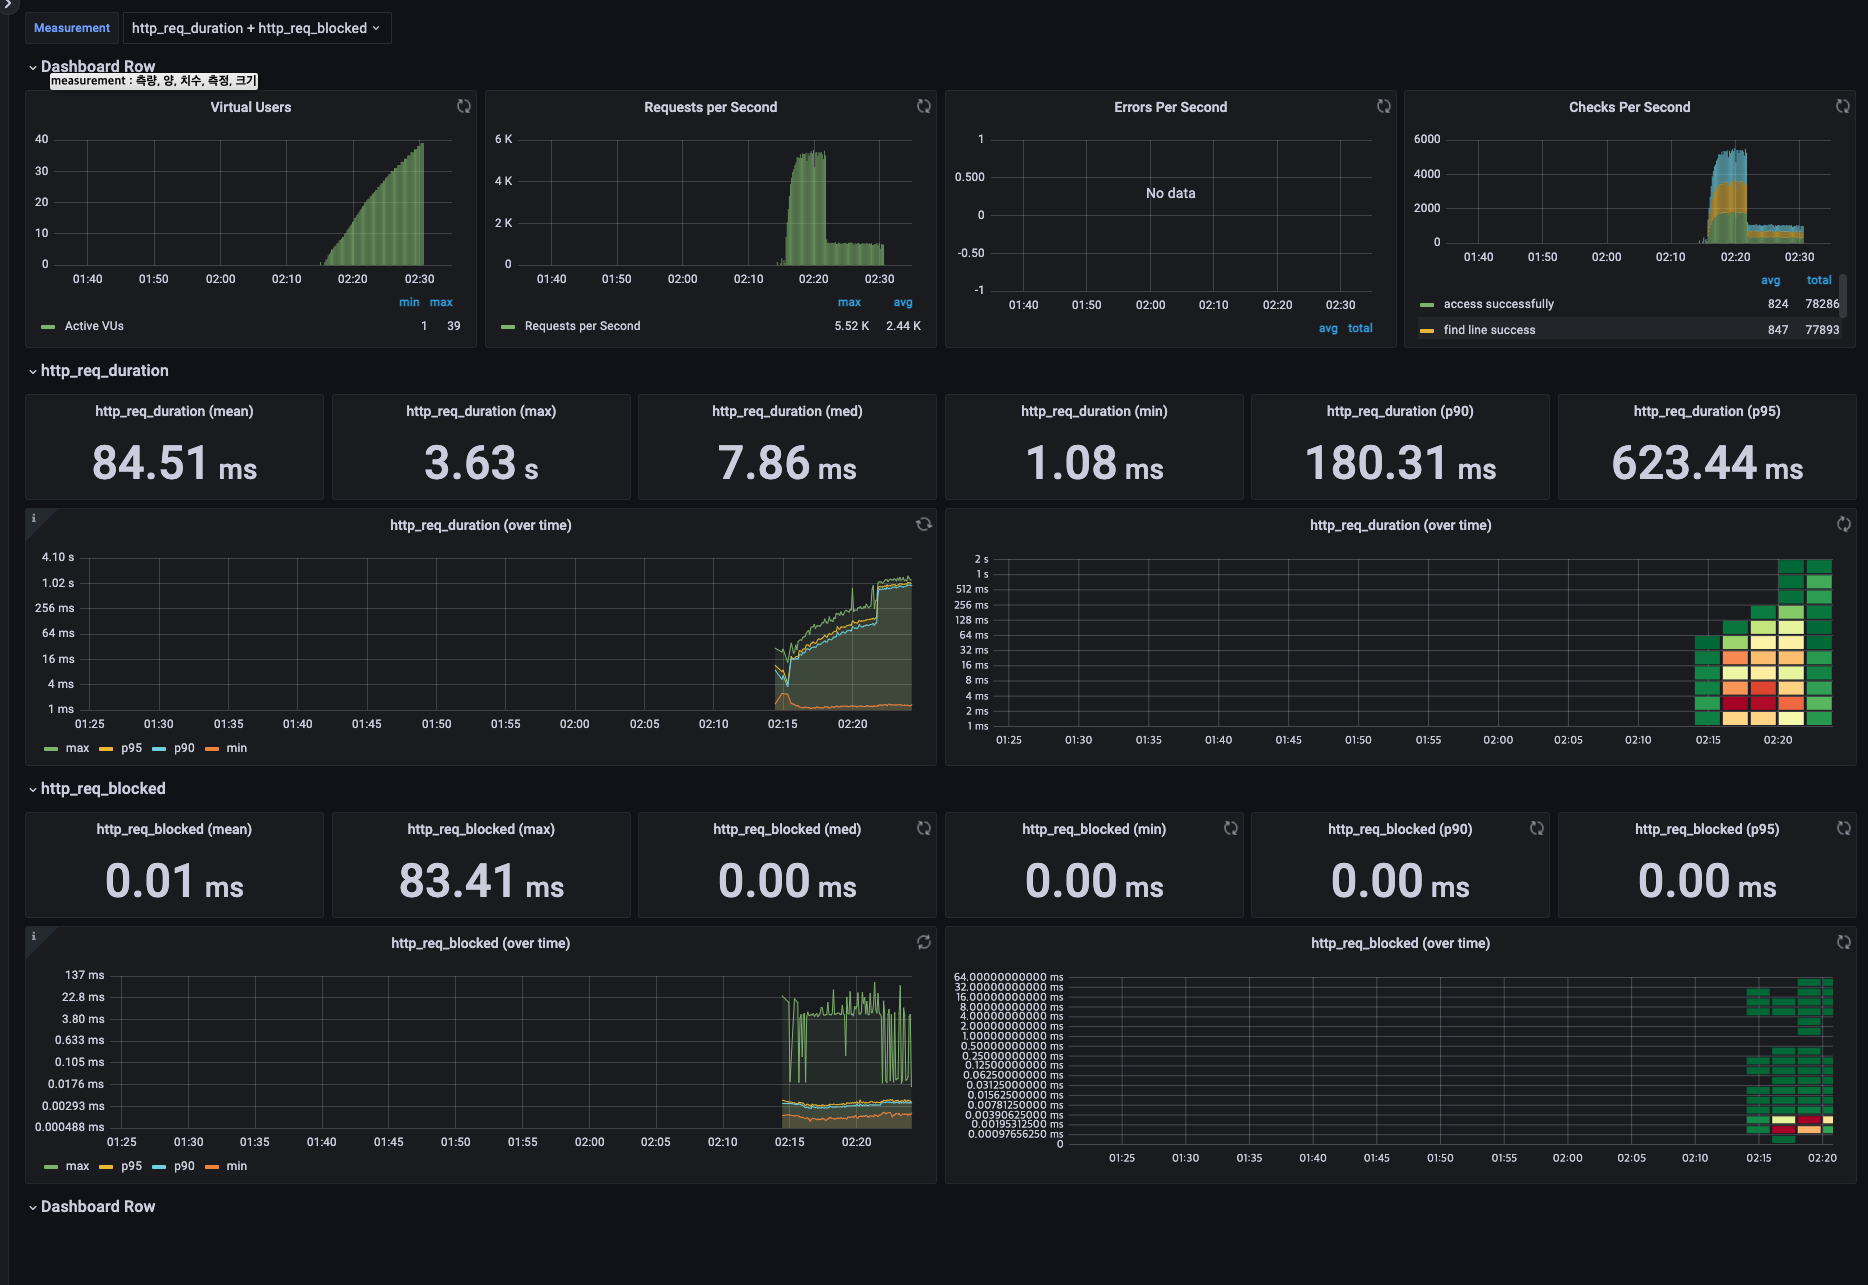 Measurement http_req_duration + http_req_blocked
Dashboard Row
measurement : 측량, 양, 치수, 측정, 크기
Virtual Users
40
30
20
10
0
01:40 01:50 02:00 02:10 02:20 02:30
min max
Active VUs 1 39
Requests per Second
6 K
4 K
2 K
0
01:40 01:50 02:00 02:10 02:20 02:30
max avg
Requests per Second 5.52 K 2.44 K
Errors Per Second
1
0.500
0
-0.50
-1
No data
01:40 01:50 02:00 02:10 02:20 02:30
avg total
Checks Per Second
6000
4000
2000
0
01:40 01:50 02:00 02:10 02:20 02:30
avg total
access successfully 824 78286
find line success 847 77893
http_req_duration
http_req_duration (mean)
84.51 ms
http_req_duration (max)
3.63 s
http_req_duration (med)
7.86 ms
http_req_duration (min)
1.08 ms
http_req_duration (p90)
180.31 ms
http_req_duration (p95)
623.44 ms
http_req_duration (over time)
4.10 s
1.02 s
256 ms
64 ms
16 ms
4 ms
1 ms
01:25 01:30 01:35 01:40 01:45 01:50 01:55 02:00 02:05 02:10 02:15 02:20
max p95 p90 min
http_req_duration (over time)
2 s
1 s
512 ms
256 ms
128 ms
64 ms
32 ms
16 ms
8 ms
4 ms
2 ms
1 ms
01:25 01:30 01:35 01:40 01:45 01:50 01:55 02:00 02:05 02:10 02:15 02:20
http_req_blocked
http_req_blocked (mean)
0.01 ms
http_req_blocked (max)
83.41 ms
http_req_blocked (med)
0.00 ms
http_req_blocked (min)
0.00 ms
http_req_blocked (p90)
0.00 ms
http_req_blocked (p95)
0.00 ms
http_req_blocked (over time)
137 ms
22.8 ms
3.80 ms
0.633 ms
0.105 ms
0.0176 ms
0.00293 ms
0.000488 ms
01:25 01:30 01:35 01:40 01:45 01:50 01:55 02:00 02:05 02:10 02:15 02:20
max p95 p90 min
http_req_blocked (over time)
64.00000000000 ms
32.00000000000 ms
16.00000000000 ms
8.00000000000 ms
4.00000000000 ms
2.00000000000 ms
1.00000000000 ms
0.50000000000 ms
0.25000000000 ms
0.12500000000 ms
0.06250000000 ms
0.03125000000 ms
0.01562500000 ms
0.00781250000 ms
0.00390625000 ms
0.00195312500 ms
0.00097656250 ms
0
01:25 01:30 01:35 01:40 01:45 01:50 01:55 02:00 02:05 02:10 02:15 02:20
Dashboard Row